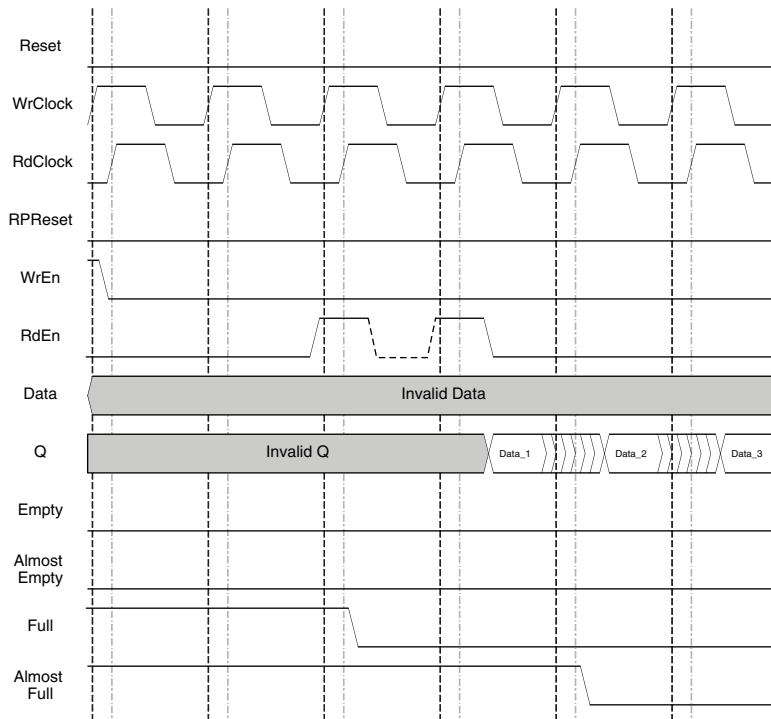 Reset
WrClock
RdClock
RPReset
WrEn
RdEn
Data
Invalid Data
Q
Invalid Q
Data_1
Data_2
Data_3
Empty
Almost
Empty
Full
Almost
Full